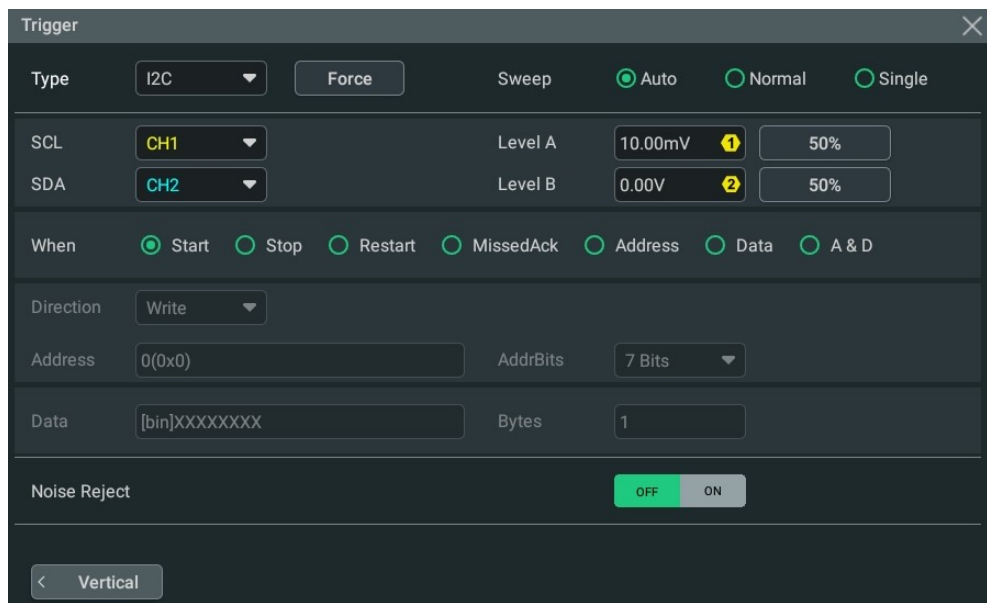 Trigger
Type I2C Force Sweep Auto Normal Single
SCL CH1 Level A 10.00mV 1 50%
SDA CH2 Level B 0.00V 2 50%
When Start Stop Restart MissedAck Address Data A & D
Direction Write
Address 0(0x0) AddrBits 7 Bits
Data [bin]XXXXXXXX Bytes 1
Noise Reject OFF ON
< Vertical